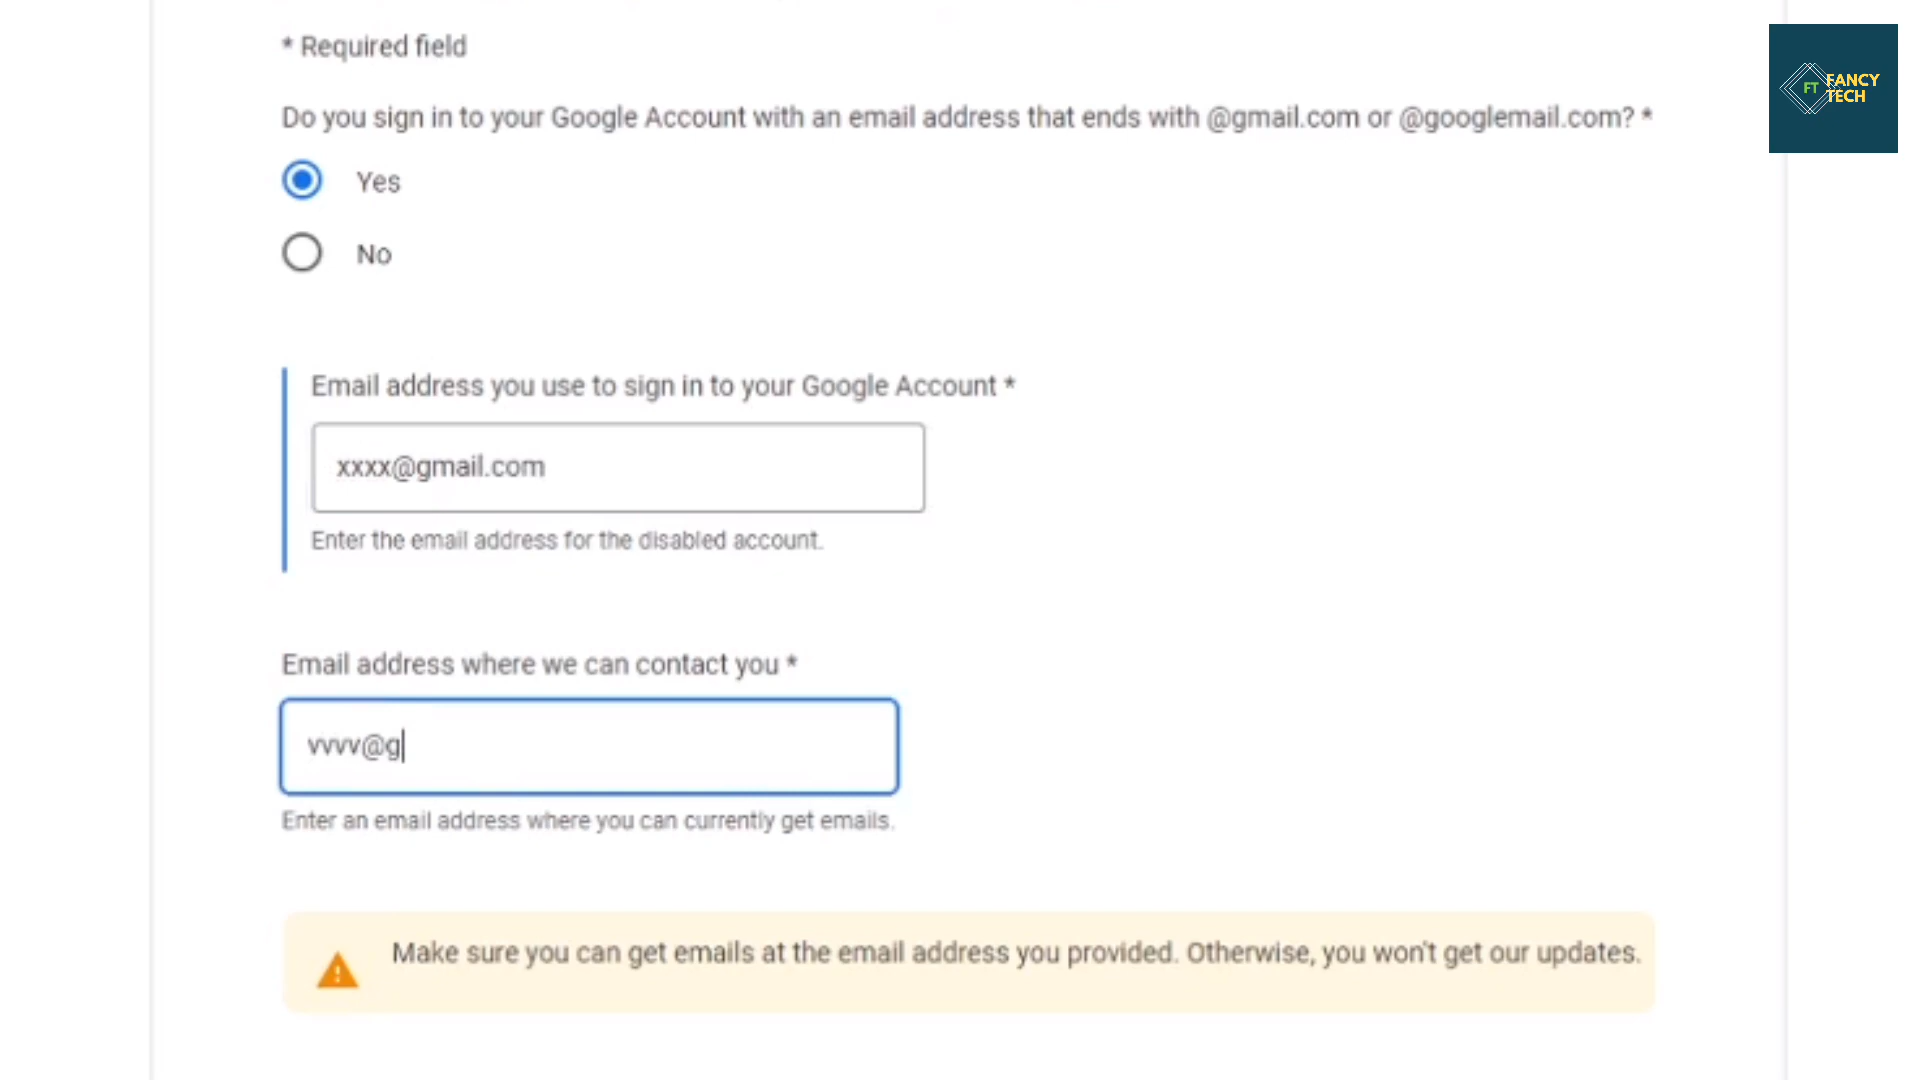 * Required field
FT FANCY
TECH
Do you sign in to your Google Account with an email address that ends with @gmail.com or @googlemail.com? *
Yes
No
Email address you use to sign in to your Google Account *
xxxx@gmail.com
Enter the email address for the disabled account.
Email address where we can contact you *
vvvv@g
Enter an email address where you can currently get emails.
Make sure you can get emails at the email address you provided. Otherwise, you won't get our updates.